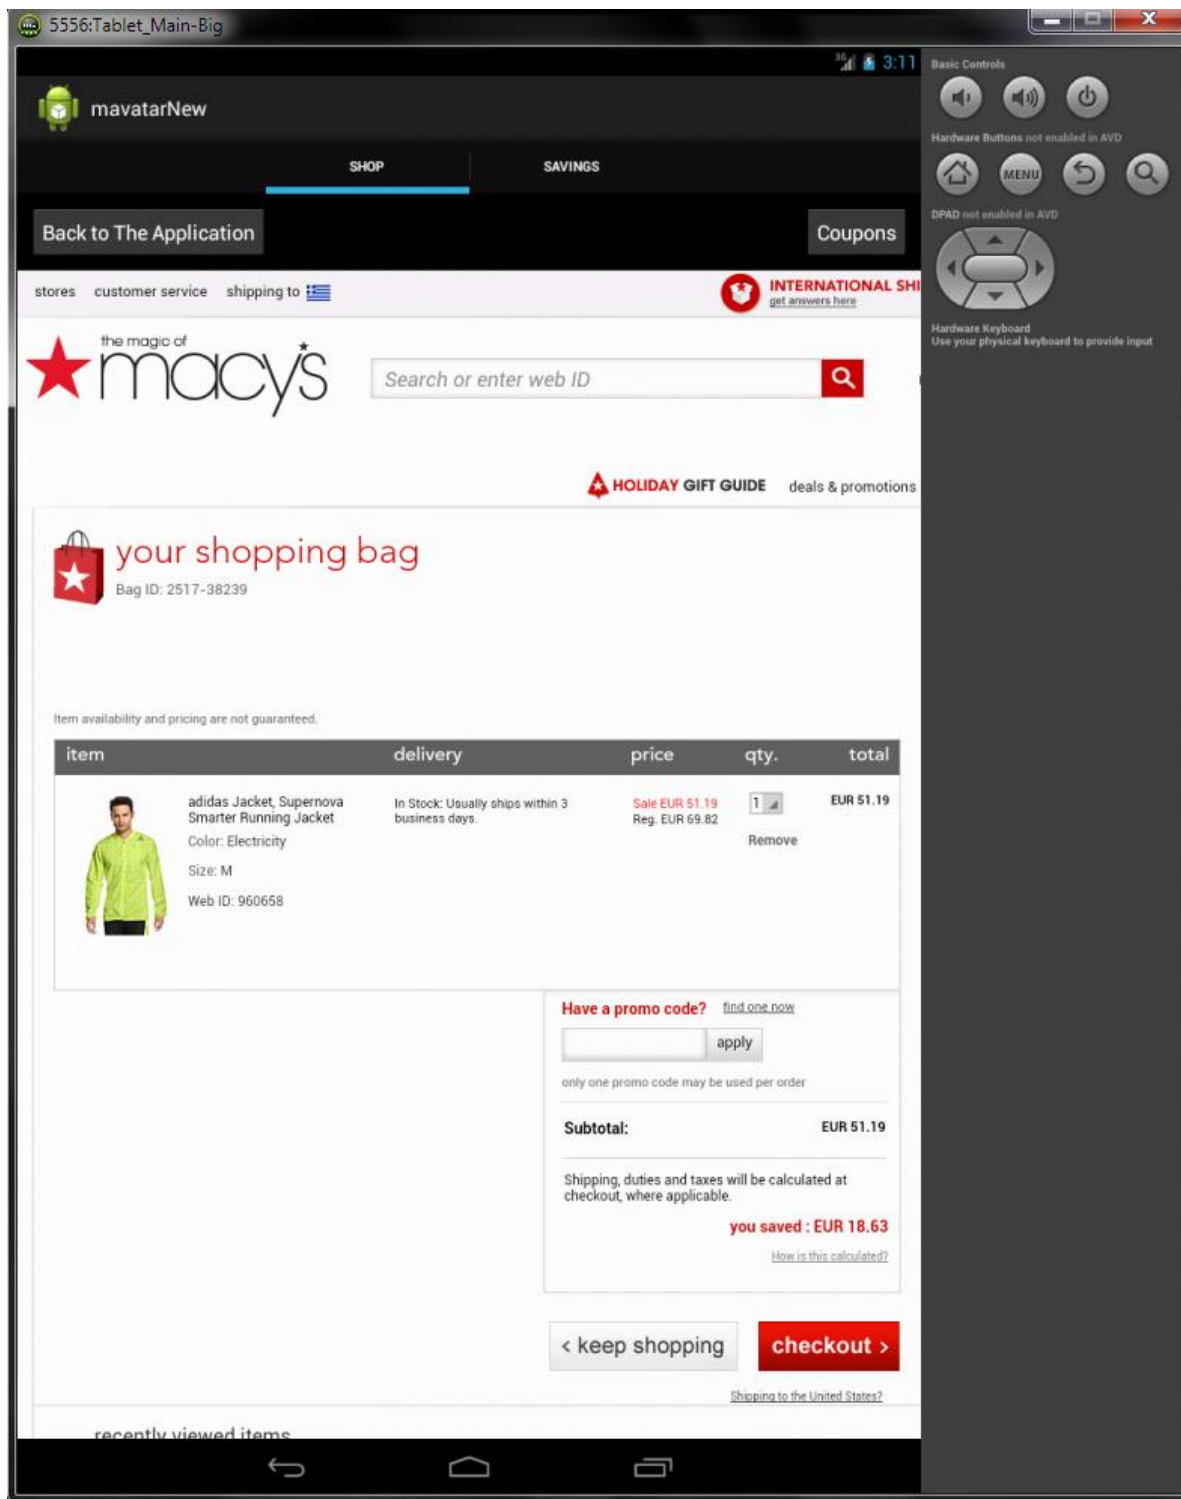 5556:Tablet_Main-Big
3G 3:11
mavatarNew
SHOP SAVINGS
Back to The Application Coupons
stores customer service shipping to
INTERNATIONAL SHI
get answers here
the magic of
macy's
Search or enter web ID
HOLIDAY GIFT GUIDE deals & promotions
your shopping bag
Bag ID: 2517-38239
Item availability and pricing are not guaranteed.
item delivery price qty. total
adidas Jacket, Supernova
Smarter Running Jacket
Color: Electricity
Size: M
Web ID: 960658
In Stock: Usually ships within 3
business days.
Sale EUR 51.19
Reg. EUR 69.82
1
Remove
EUR 51.19
Have a promo code? find one now
apply
only one promo code may be used per order
Subtotal: EUR 51.19
Shipping, duties and taxes will be calculated at
checkout, where applicable.
you saved : EUR 18.63
How is this calculated?
< keep shopping checkout >
Shipping to the United States?
recently viewed items
Basic Controls
Hardware Buttons not enabled in AVD
MENU
DPAD not enabled in AVD
Hardware Keyboard
Use your physical keyboard to provide input